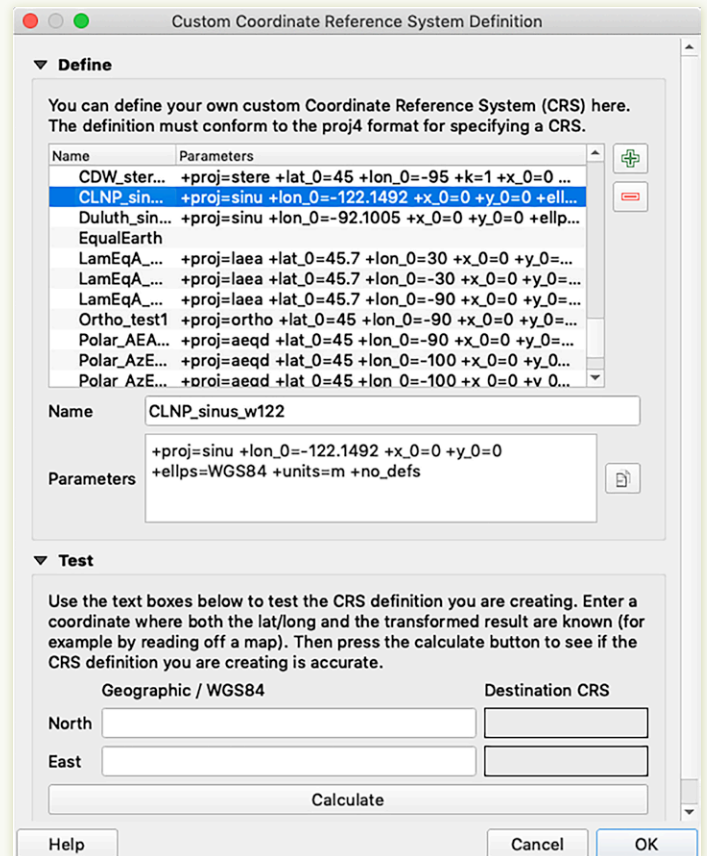 Custom Coordinate Reference System Definition
Define
You can define your own custom Coordinate Reference System (CRS) here.
The definition must conform to the proj4 format for specifying a CRS.
Name Parameters
CDW_ster... +proj=stere +lat_0=45 +lon_0=-95 +k=1 +x_0=0 ...
CLNP_sin... +proj=sinu +lon_0=-122.1492 +x_0=0 +y_0=0 +ell...
Duluth_sin... +proj=sinu +lon_0=-92.1005 +x_0=0 +y_0=0 +ellp...
EqualEarth
LamEqA_... +proj=laea +lat_0=45.7 +lon_0=30 +x_0=0 +y_0=...
LamEqA_... +proj=laea +lat_0=45.7 +lon_0=-30 +x_0=0 +y_0=...
LamEqA_... +proj=laea +lat_0=45.7 +lon_0=-90 +x_0=0 +y_0=...
Ortho_test1 +proj=ortho +lat_0=45 +lon_0=-90 +x_0=0 +y_0=...
Polar_AEA... +proj=aeqd +lat_0=45 +lon_0=-90 +x_0=0 +y_0=...
Polar_AzE... +proj=aeqd +lat_0=45 +lon_0=-100 +x_0=0 +y_0...
Polar_AzE... +proj=aeqd +lat_0=45 +lon_0=-100 +x_0=0 +y_0...
Name CLNP_sinus_w122
+proj=sinu +lon_0=-122.1492 +x_0=0 +y_0=0
+ellps=WGS84 +units=m +no_defs
Parameters
Test
Use the text boxes below to test the CRS definition you are creating. Enter a
coordinate where both the lat/long and the transformed result are known (for
example by reading off a map). Then press the calculate button to see if the
CRS definition you are creating is accurate.
Geographic / WGS84 Destination CRS
North
East
Calculate
Help Cancel OK